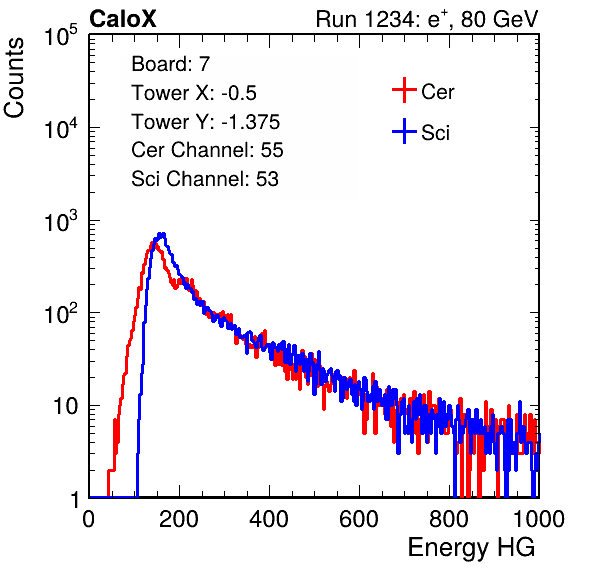 CaloX Run 1234: e⁺, 80 GeV
Counts
Board: 7
Tower X: -0.5
Tower Y: -1.375
Cer Channel: 55
Sci Channel: 53
Cer
Sci
10⁵
10⁴
10³
10²
10
1
0 200 400 600 800 1000
Energy HG